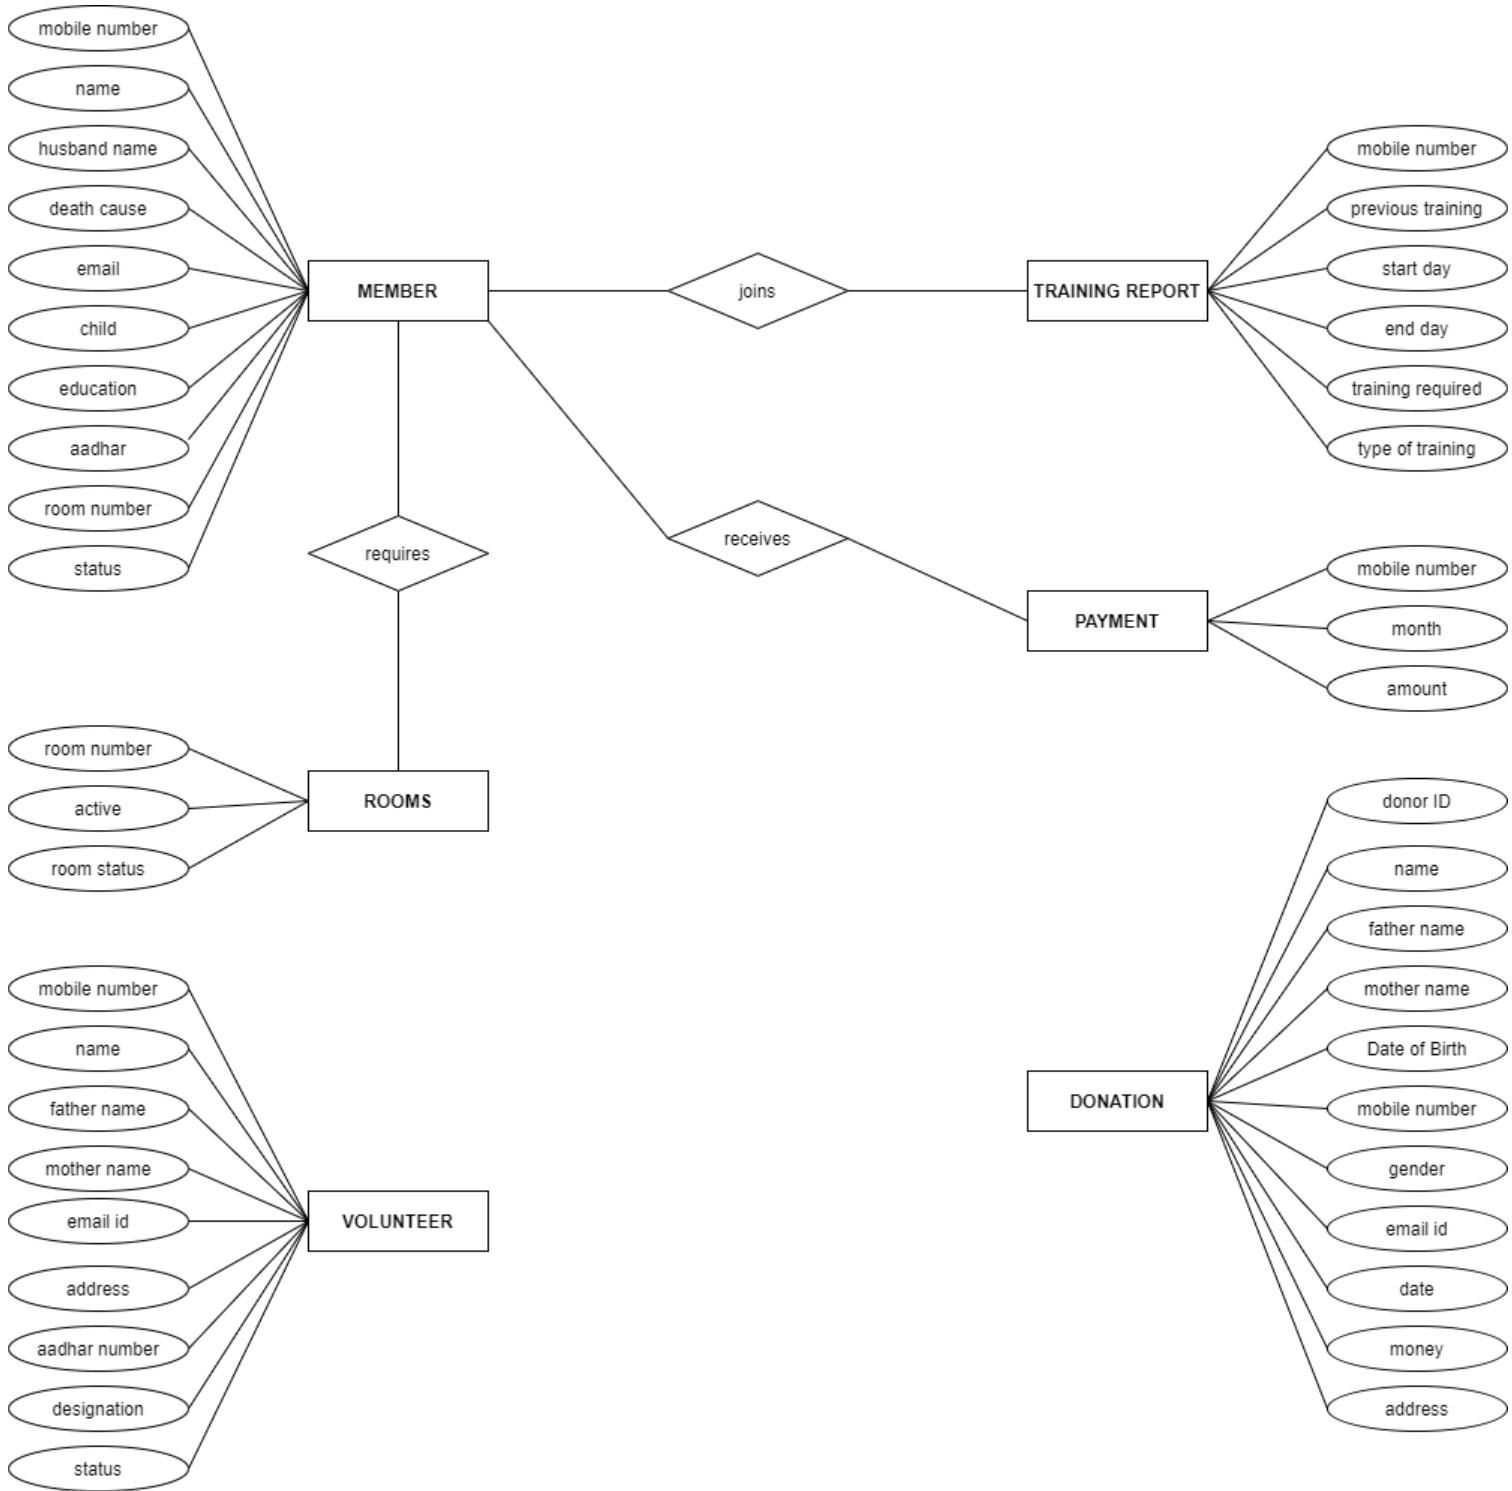 mobile number
name
husband name
death cause
email
child
education
aadhar
room number
status
MEMBER
joins
TRAINING REPORT
mobile number
previous training
start day
end day
training required
type of training
requires
receives
PAYMENT
mobile number
month
amount
room number
active
room status
ROOMS
donor ID
name
father name
mother name
Date of Birth
mobile number
gender
email id
date
money
address
DONATION
mobile number
name
father name
mother name
email id
address
aadhar number
designation
status
VOLUNTEER